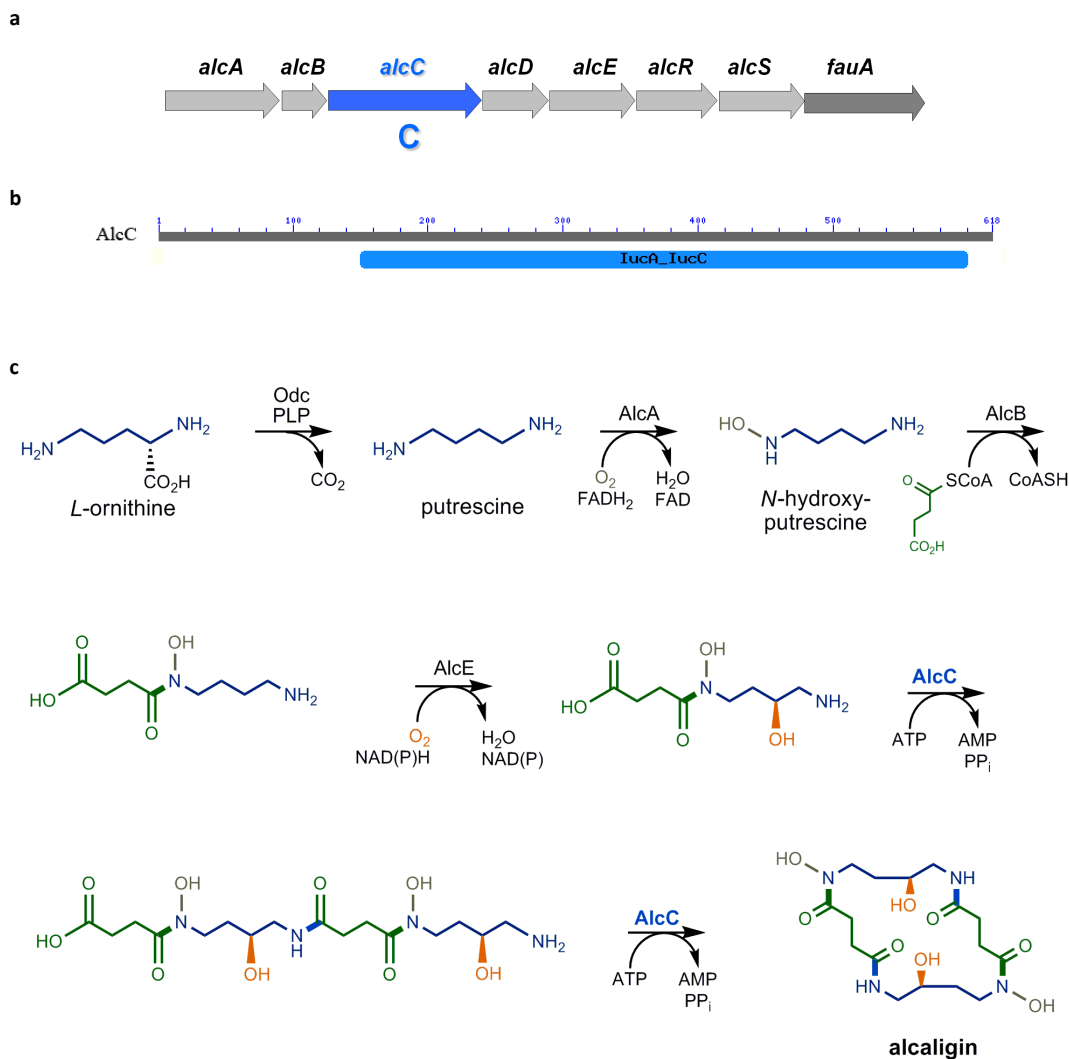 a
alcA alcB alcC alcD alcE alcR alcS fauA
C
b
1 100 200 300 400 500 618
AlcC
IucA_IucC
c
Odc
PLP
AlcA
AlcB
NH2
H2N
CO2H
CO2
L-ornithine
NH2
H2N
putrescine
O2
FADH2
H2O
FAD
HO
N
H
NH2
N-hydroxy-
putrescine
O
SCoA
CoASH
CO2H
O
OH
HO
N
NH2
O
AlcE
O2
NAD(P)H
H2O
NAD(P)
O
OH
HO
N
NH2
O
OH
AlcC
ATP
AMP
PPi
O
OH
O
OH
HO
N
N
H
N
NH2
O
OH
O
OH
AlcC
ATP
AMP
PPi
HO
N
NH
HO
O
O
O
OH
O
HN
N
OH
alcaligin